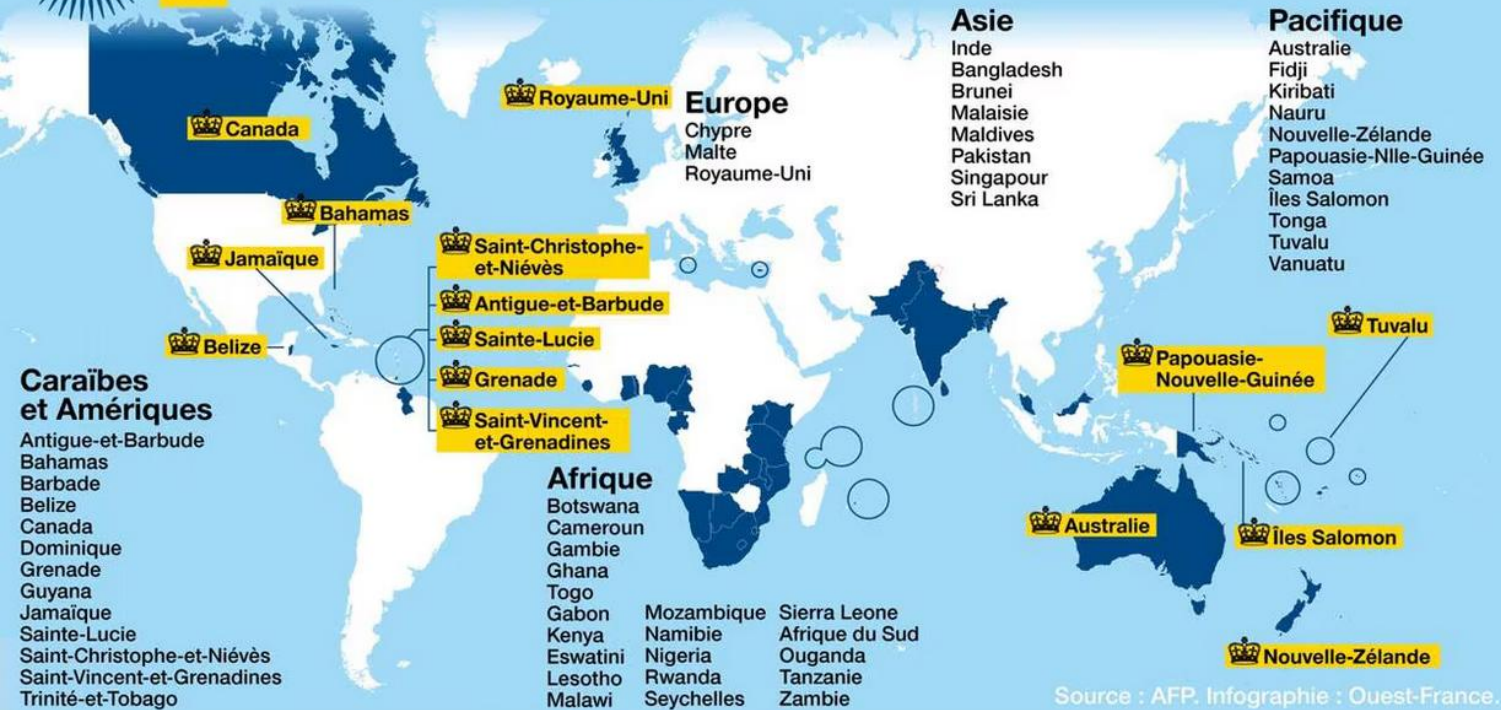 Canada
Bahamas
Jamaïque
Belize
Royaume-Uni
Saint-Christophe-
et-Niévès
Antigue-et-Barbude
Sainte-Lucie
Grenade
Saint-Vincent-
et-Grenadines
Caraïbes
et Amériques
Antigue-et-Barbude
Bahamas
Barbade
Belize
Canada
Dominique
Grenade
Guyana
Jamaïque
Sainte-Lucie
Saint-Christophe-et-Niévès
Saint-Vincent-et-Grenadines
Trinité-et-Tobago
Europe
Chypre
Malte
Royaume-Uni
Afrique
Botswana
Cameroun
Gambie
Ghana
Togo
Gabon
Kenya
Eswatini
Lesotho
Malawi
Mozambique
Namibie
Nigeria
Rwanda
Seychelles
Sierra Leone
Afrique du Sud
Ouganda
Tanzanie
Zambie
Asie
Inde
Bangladesh
Brunei
Malaisie
Maldives
Pakistan
Singapour
Sri Lanka
Pacifique
Australie
Fidji
Kiribati
Nauru
Nouvelle-Zélande
Papouasie-Nlle-Guinée
Samoa
Îles Salomon
Tonga
Tuvalu
Vanuatu
Tuvalu
Papouasie-
Nouvelle-Guinée
Australie
Îles Salomon
Nouvelle-Zélande
Source : AFP. Infographie : Ouest-France.